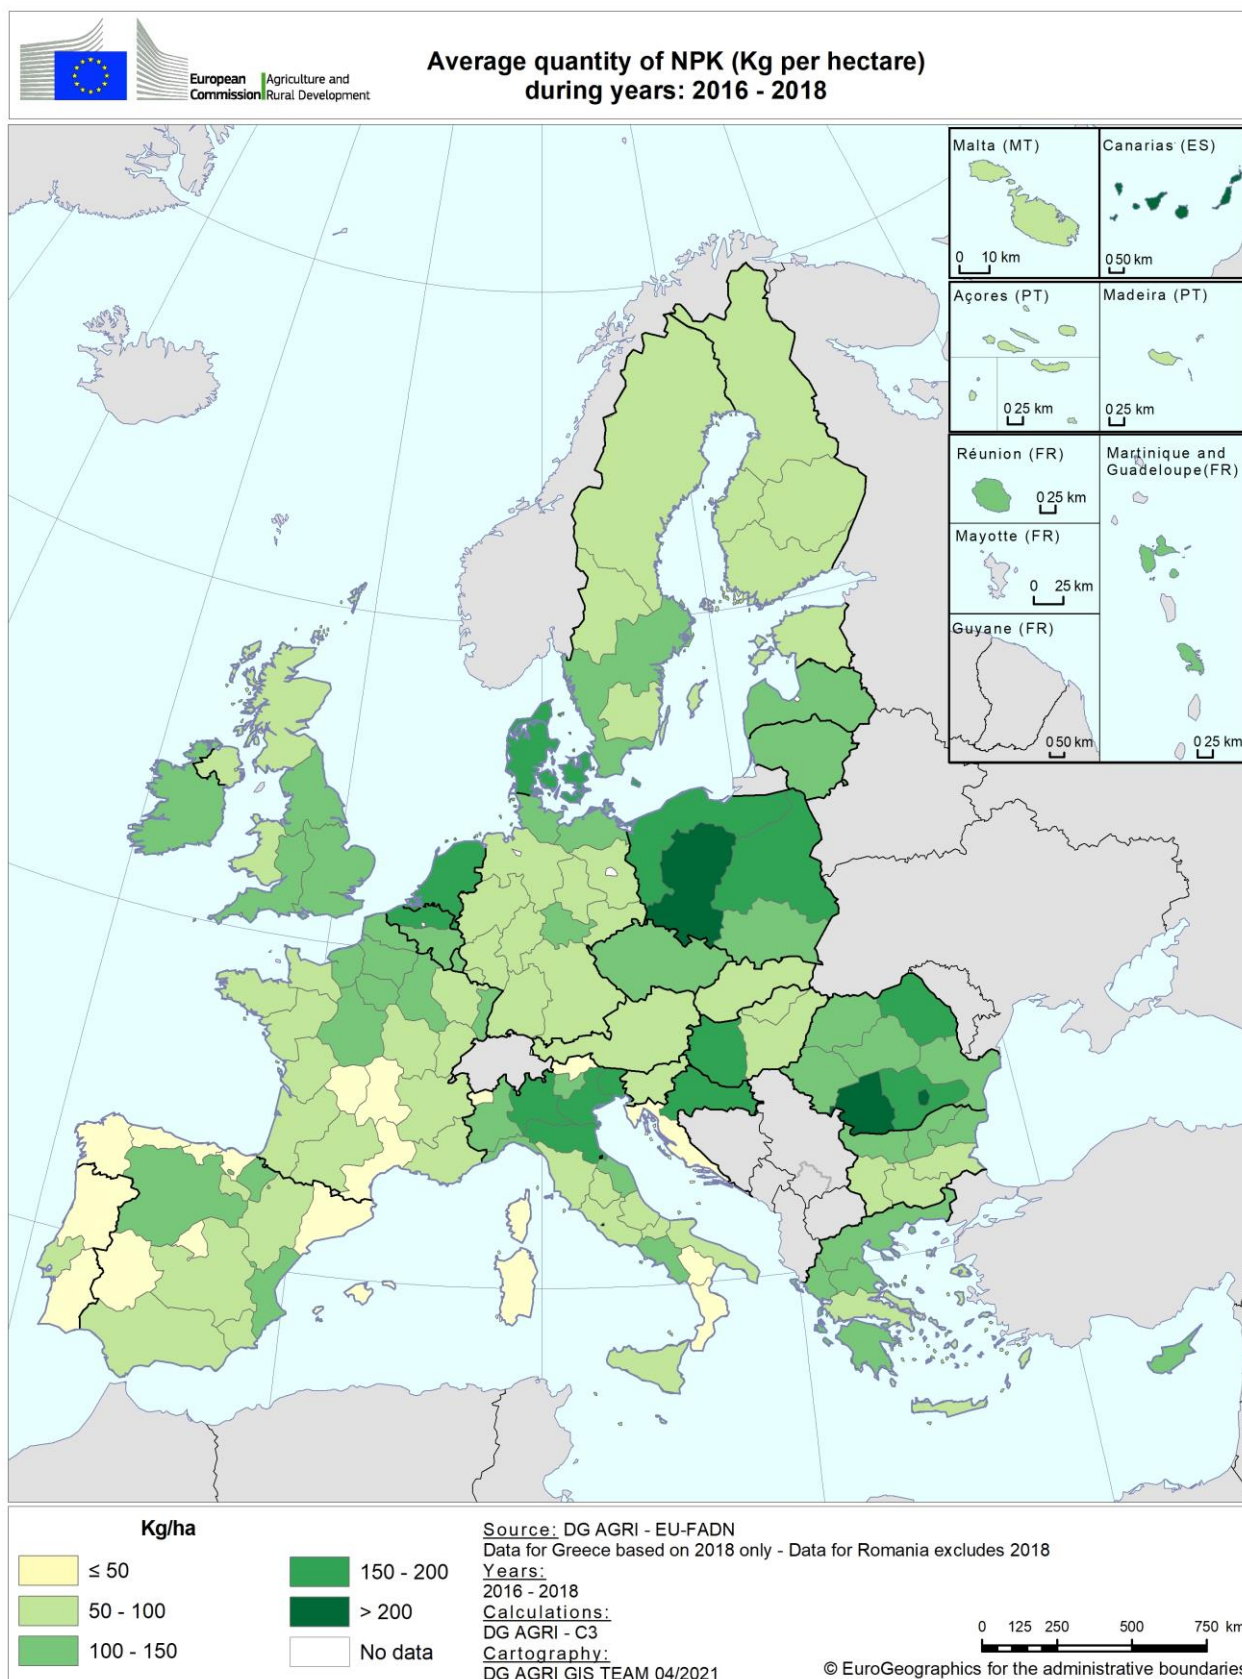 European
Commission
Agriculture and
Rural Development
Average quantity of NPK (Kg per hectare)
during years: 2016 - 2018
Malta (MT)
0 10 km
Canarias (ES)
0 50 km
Açores (PT)
0 25 km
Madeira (PT)
0 25 km
Réunion (FR)
0 25 km
Martinique and
Guadeloupe(FR)
Mayotte (FR)
0 25 km
Guyane (FR)
0 50 km
0 25 km
Kg/ha
≤ 50
50 - 100
100 - 150
150 - 200
> 200
No data
Source: DG AGRI - EU-FADN
Data for Greece based on 2018 only - Data for Romania excludes 2018
Years:
2016 - 2018
Calculations:
DG AGRI - C3
Cartography:
DG AGRI GIS TEAM 04/2021
0 125 250 500 750 km
© EuroGeographics for the administrative boundaries